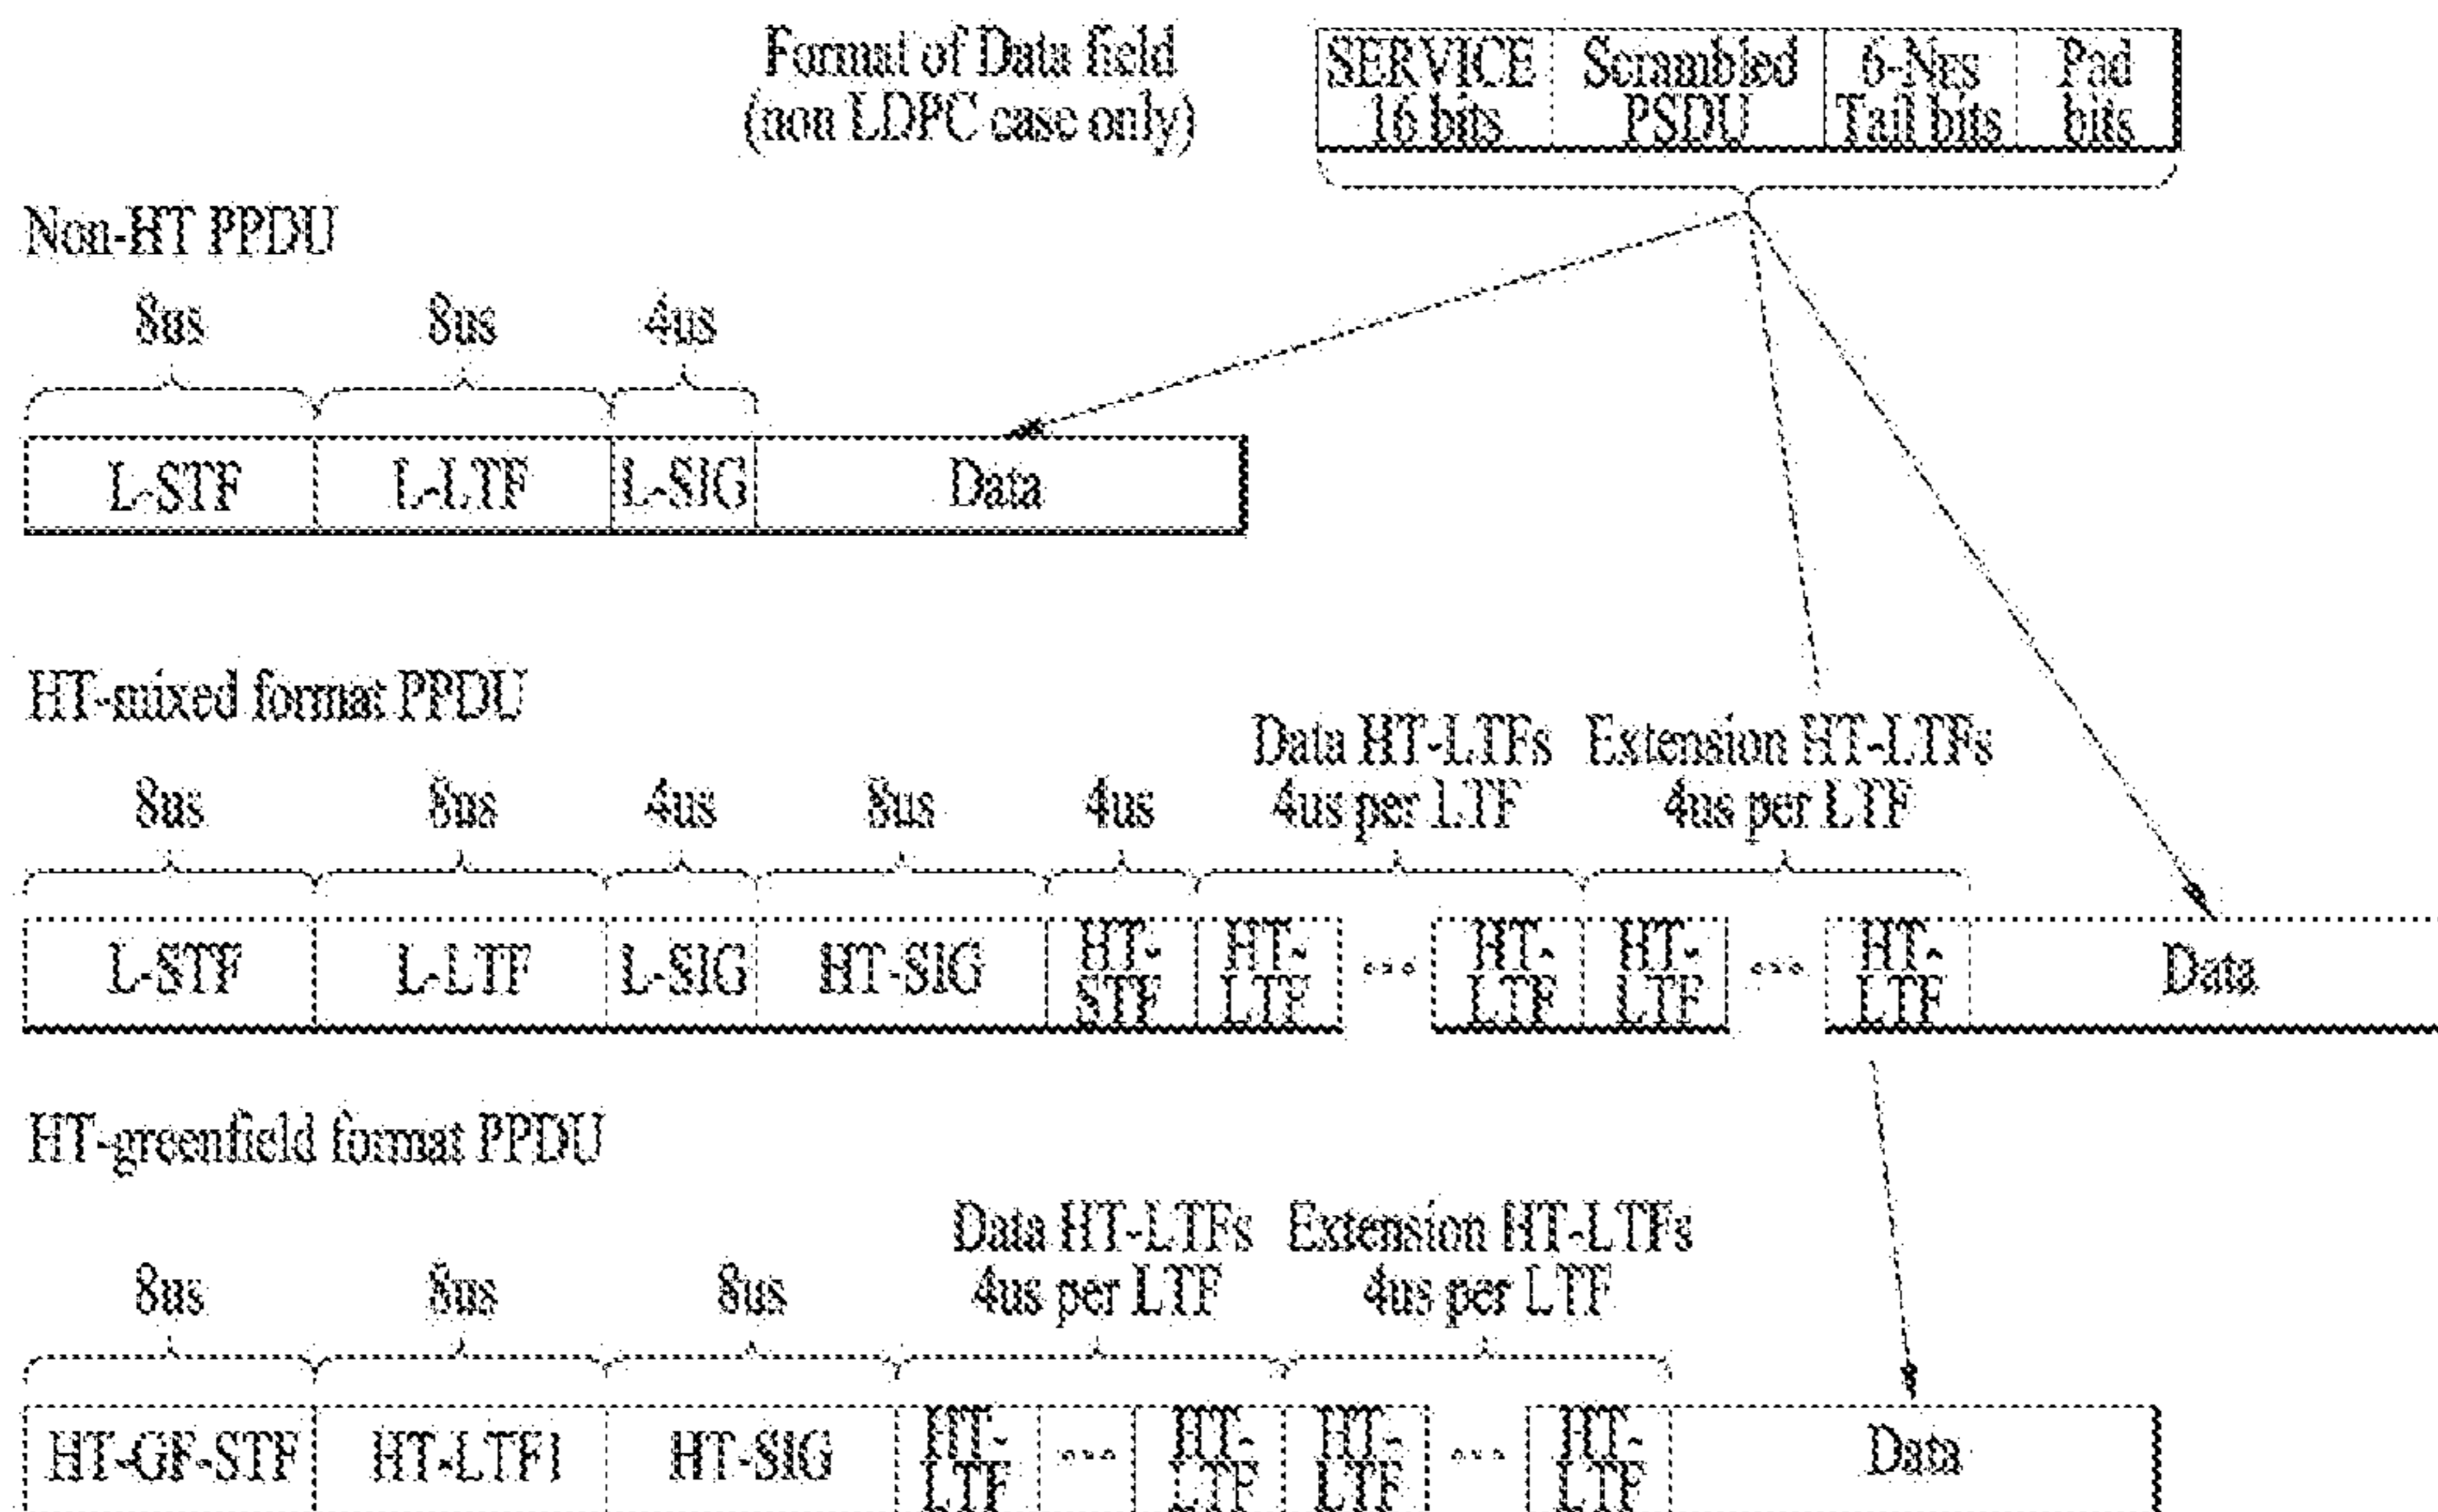 Format of Data field
(non LDPC case only)
SERVICE
16 bits
Scrambled
PSDU
6-Nes
Tail bits
Pad
bits
Non-HT PPDU
8us 8us 4us
L-STF L-LTF L-SIG Data
HT-mixed format PPDU
Data HT-LTFs Extension HT-LTFs
8us 8us 4us 8us 4us 4us per LTF 4us per LTF
L-STF L-LTF L-SIG HT-SIG HT-STF HT-LTF ... HT-LTF HT-LTF ... HT-LTF Data
HT-greenfield format PPDU
Data HT-LTFs Extension HT-LTFs
8us 8us 8us 4us per LTF 4us per LTF
HT-GF-STF HT-LTF1 HT-SIG HT-LTF ... HT-LTF HT-LTF ... HT-LTF Data